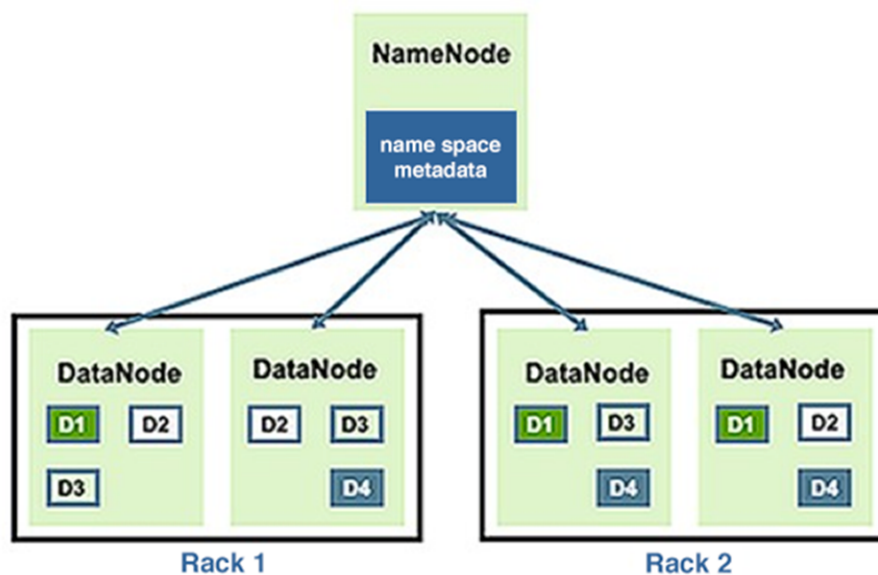 NameNode
name space
metadata
DataNode
D1 D2
D3
DataNode
D2 D3
D4
Rack 1
DataNode
D1 D3
D4
DataNode
D1 D2
D4
Rack 2